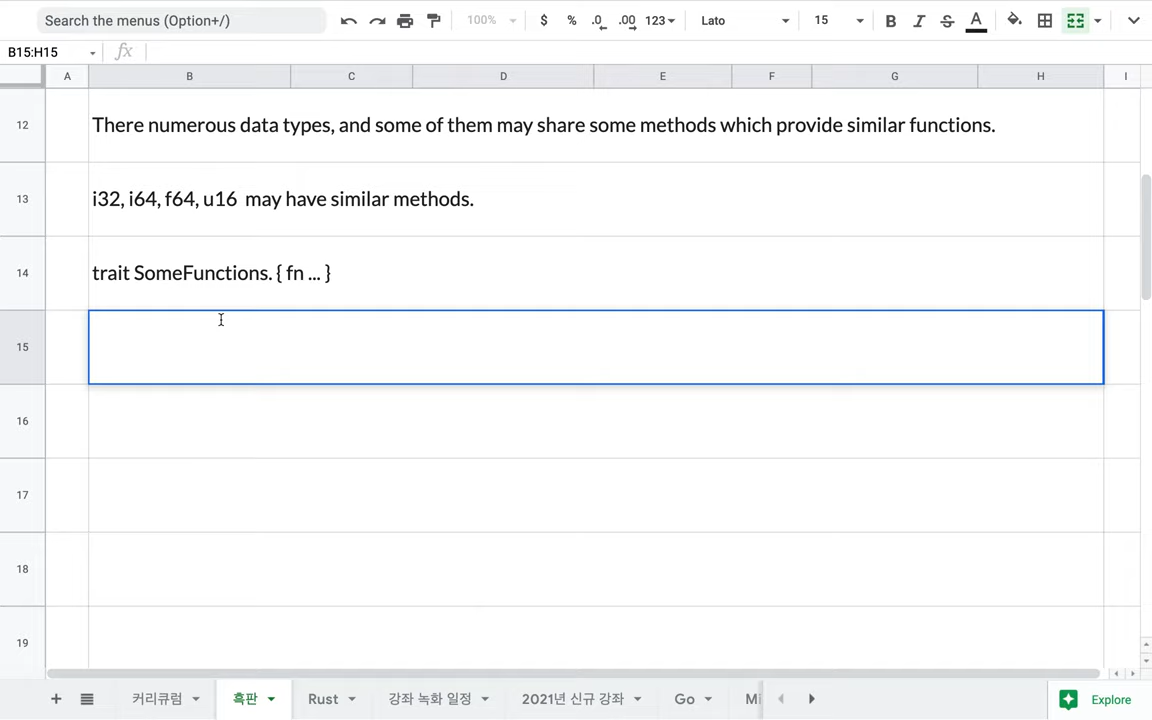 Search the menus (Option+/)
100%
$
%
.0
.00
123
Lato
15
B
I
S
A
B15:H15
fx
A
B
C
D
E
F
G
H
I
12
There numerous data types, and some of them may share some methods which provide similar functions.
13
i32, i64, f64, u16 may have similar methods.
14
trait SomeFunctions. { fn ... }
15
16
17
18
19
+
커리큘럼
흑판
Rust
강좌 녹화 일정
2021년 신규 강좌
Go
Mi
Explore